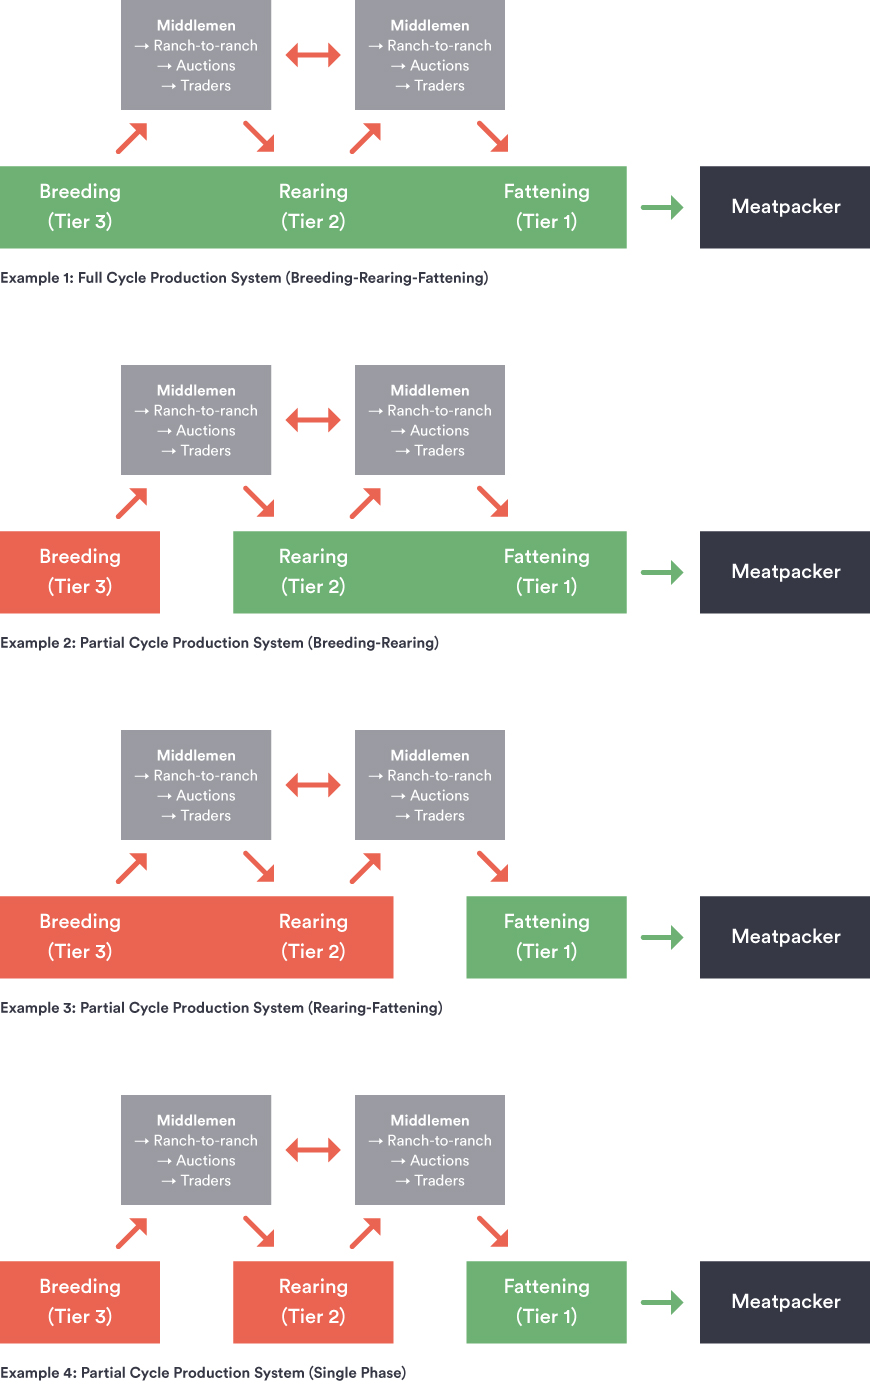 Middlemen
→ Ranch-to-ranch
→ Auctions
→ Traders
Middlemen
→ Ranch-to-ranch
→ Auctions
→ Traders
Breeding
(Tier 3)
Rearing
(Tier 2)
Fattening
(Tier 1)
Meatpacker
Example 1: Full Cycle Production System (Breeding-Rearing-Fattening)
Middlemen
→ Ranch-to-ranch
→ Auctions
→ Traders
Middlemen
→ Ranch-to-ranch
→ Auctions
→ Traders
Breeding
(Tier 3)
Rearing
(Tier 2)
Fattening
(Tier 1)
Meatpacker
Example 2: Partial Cycle Production System (Breeding-Rearing)
Middlemen
→ Ranch-to-ranch
→ Auctions
→ Traders
Middlemen
→ Ranch-to-ranch
→ Auctions
→ Traders
Breeding
(Tier 3)
Rearing
(Tier 2)
Fattening
(Tier 1)
Meatpacker
Example 3: Partial Cycle Production System (Rearing-Fattening)
Middlemen
→ Ranch-to-ranch
→ Auctions
→ Traders
Middlemen
→ Ranch-to-ranch
→ Auctions
→ Traders
Breeding
(Tier 3)
Rearing
(Tier 2)
Fattening
(Tier 1)
Meatpacker
Example 4: Partial Cycle Production System (Single Phase)